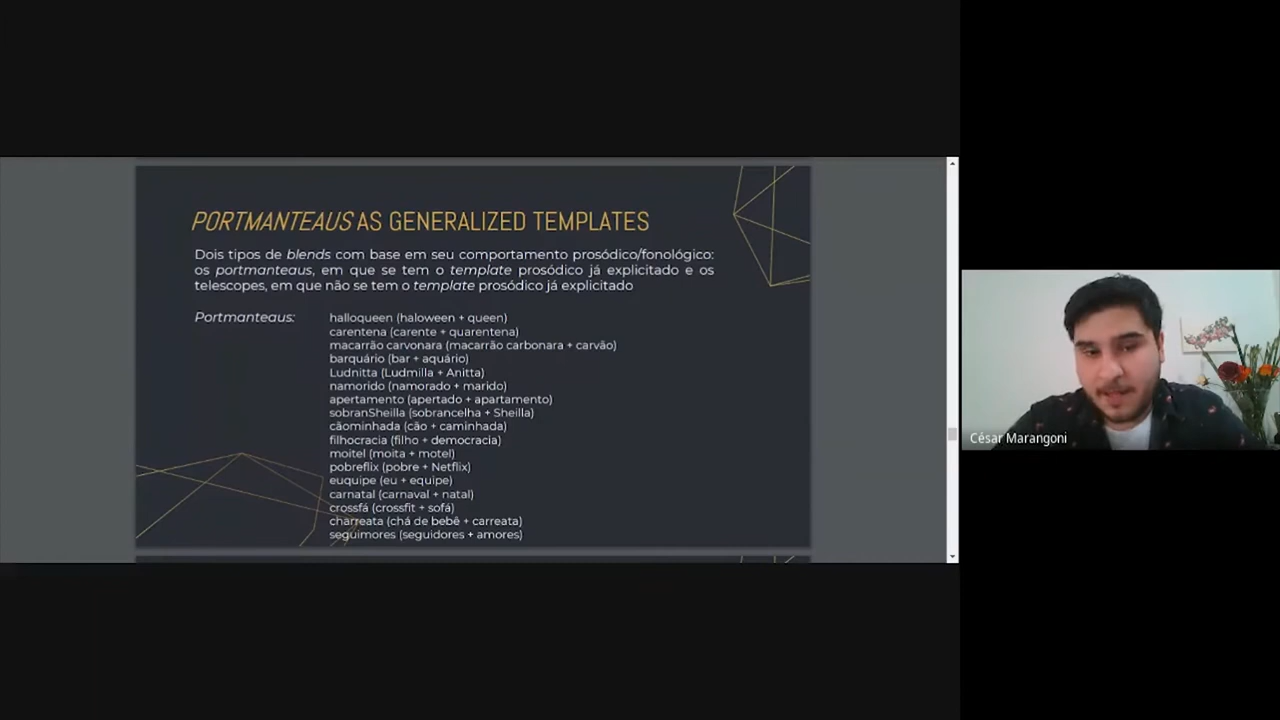 PORTMANTEAUS AS GENERALIZED TEMPLATES
Dois tipos de blends com base em seu comportamento prosódico/fonológico:
os portmanteaus, em que se tem o template prosódico já explicitado e os
telescopes, em que não se tem o template prosódico já explicitado
Portmanteaus:
halloqueen (haloween + queen)
carentena (carente + quarentena)
macarrão carvonara (macarrão carbonara + carvão)
barquário (bar + aquário)
Ludnitta (Ludmilla + Anitta)
namorido (namorado + marido)
apertamento (apertado + apartamento)
sobranSheilla (sobrancelha + Sheilla)
cãominhada (cão + caminhada)
filhocracia (filho + democracia)
moitel (moita + motel)
pobreflix (pobre + Netflix)
euquipe (eu + equipe)
carnatal (carnaval + natal)
crossfá (crossfit + sofá)
charreata (chá de bebê + carreata)
seguimores (seguidores + amores)
César Marangoni